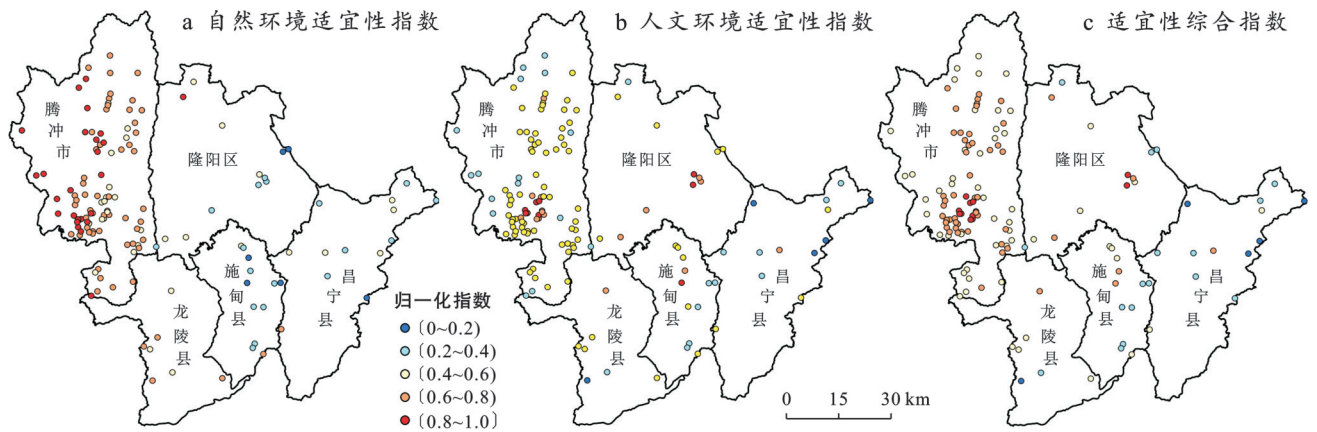 a 自然环境适宜性指数
b 人文环境适宜性指数
c 适宜性综合指数
腾冲市
隆阳区
施甸县
昌宁县
龙陵县
归一化指数
〔0~0.2)
〔0.2~0.4)
〔0.4~0.6)
〔0.6~0.8)
〔0.8~1.0〕
腾冲市
隆阳区
施甸县
昌宁县
龙陵县
0 15 30 km
腾冲市
隆阳区
施甸县
昌宁县
龙陵县